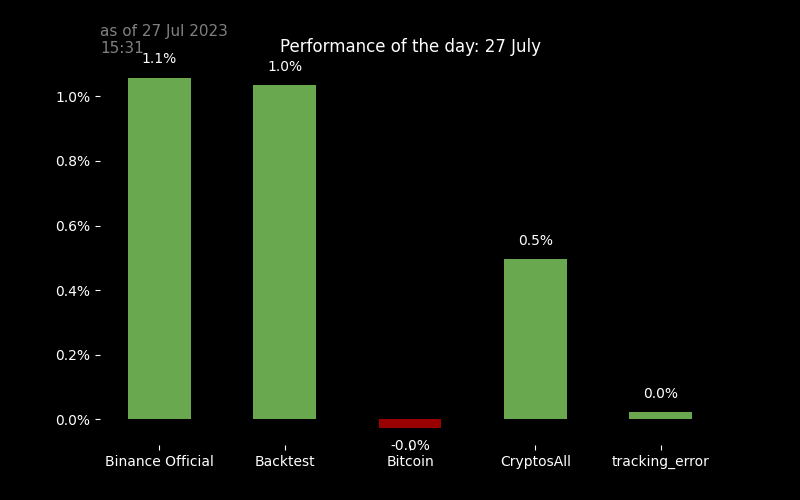 as of 27 Jul 2023
15:31
Performance of the day: 27 July
1.1%
1.0%
-0.0%
0.5%
0.0%
1.0%
0.8%
0.6%
0.4%
0.2%
0.0%
Binance Official
Backtest
Bitcoin
CryptosAll
tracking_error